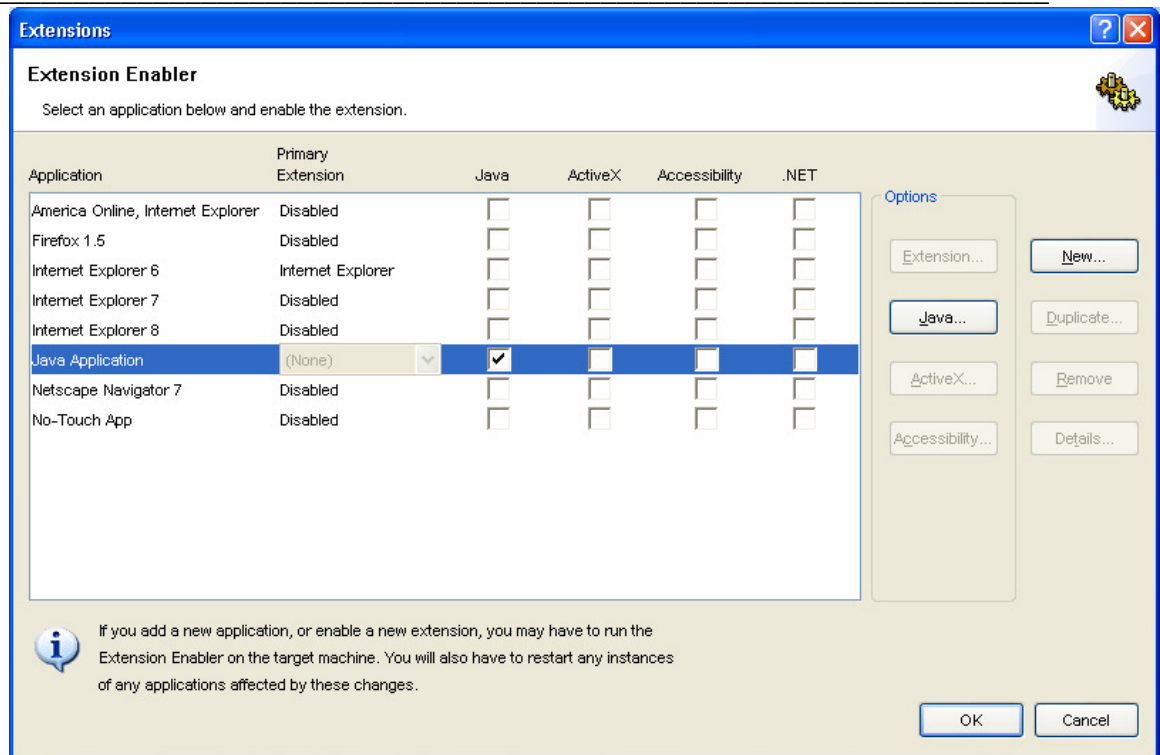 Extensions
Extension Enabler
Select an application below and enable the extension.
Primary
Application Extension Java ActiveX Accessibility .NET
Options
America Online, Internet Explorer Disabled
Firefox 1.5 Disabled
Extension... New...
Internet Explorer 6 Internet Explorer
Internet Explorer 7 Disabled
Java... Duplicate...
Internet Explorer 8 Disabled
Java Application (None)
ActiveX... Remove
Netscape Navigator 7 Disabled
No-Touch App Disabled
Accessibility... Details...
If you add a new application, or enable a new extension, you may have to run the
Extension Enabler on the target machine. You will also have to restart any instances
of any applications affected by these changes.
OK Cancel